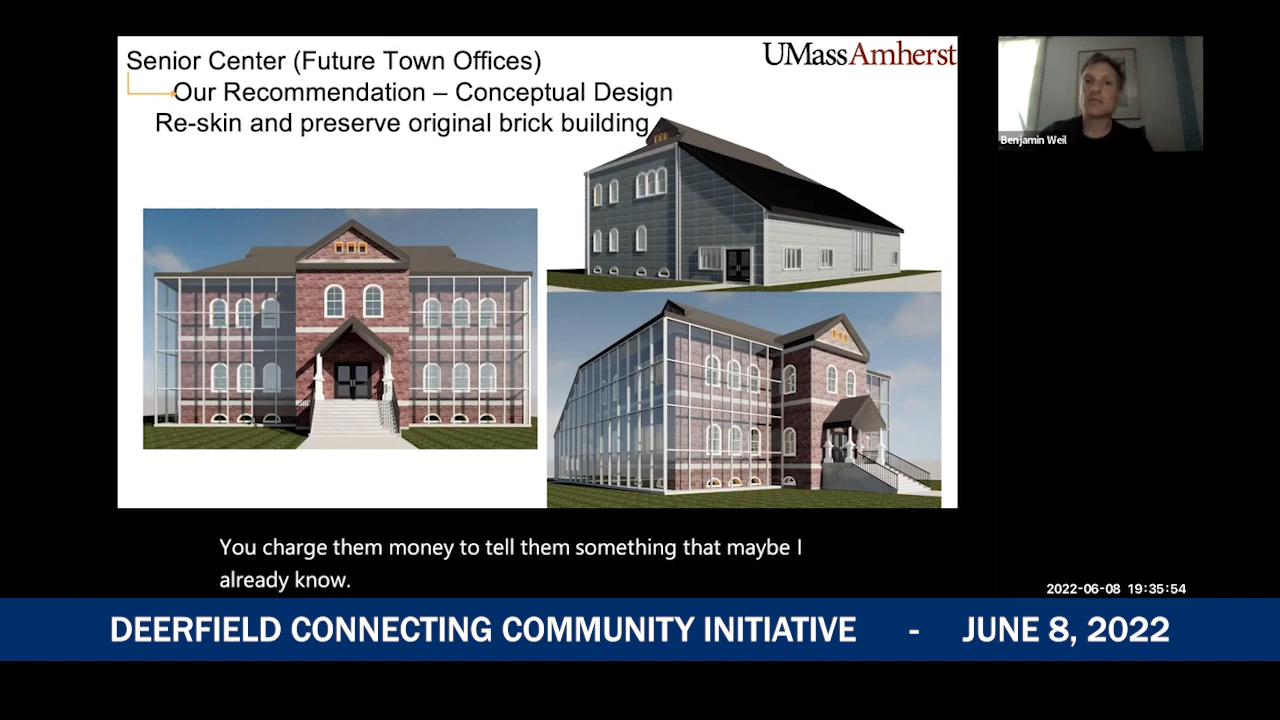 Senior Center (Future Town Offices)
UMassAmherst
Our Recommendation – Conceptual Design
Re-skin and preserve original brick building
Benjamin Weil
You charge them money to tell them something that maybe I
already know.
2022-06-08 19:35:54
DEERFIELD CONNECTING COMMUNITY INITIATIVE - JUNE 8, 2022